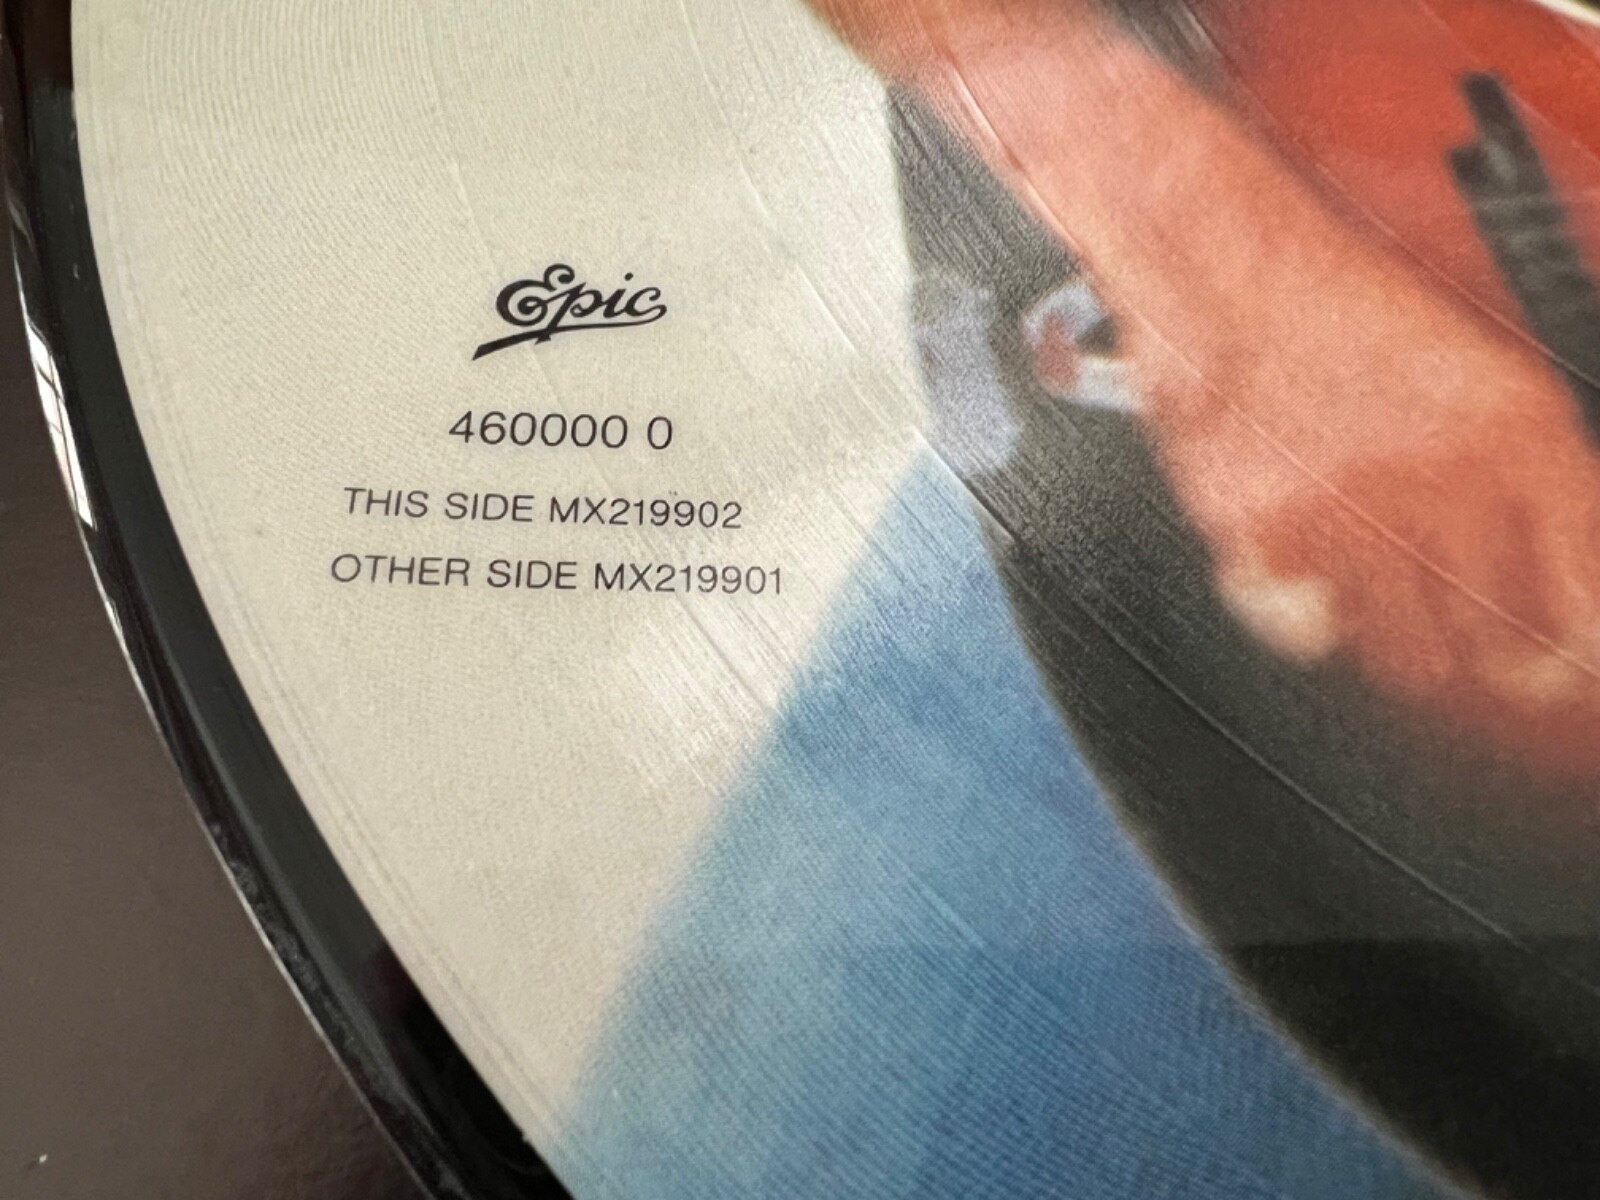 Epic
460000 0
THIS SIDE MX219902
OTHER SIDE MX219901